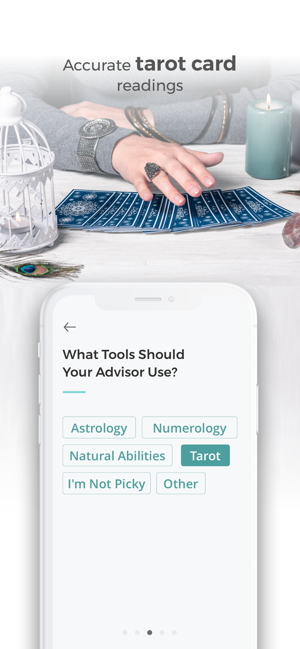 Accurate tarot card
readings
What Tools Should
Your Advisor Use?
Astrology
Numerology
Natural Abilities
Tarot
I'm Not Picky
Other